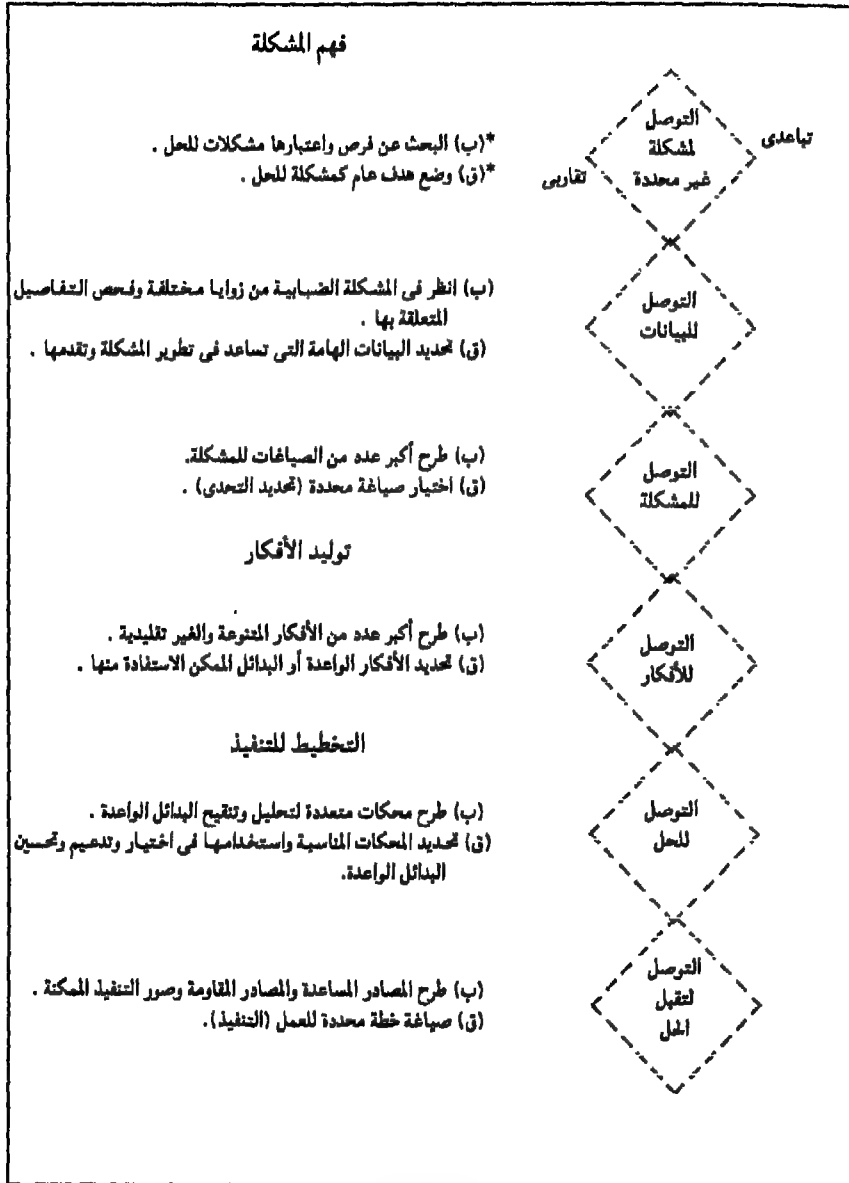 فهم المشكلة
تباعدى
التوصل
لمشكلة
غير محددة
تقاربى
*(ب) البحث عن فرص واعتبارها مشكلات للحل .
*(ق) وضع هدف عام كمشكلة للحل .
التوصل
للبيانات
(ب) انظر فى المشكلة الضبابية من زوايا مختلفة وفحص التفاصيل
المتعلقة بها .
(ق) تحديد البيانات الهامة التى تساعد فى تطوير المشكلة وتقدمها .
التوصل
للمشكلة
(ب) طرح أكبر عدد من الصياغات للمشكلة.
(ق) اختيار صياغة محددة (تحديد التحدى) .
توليد الأفكار
التوصل
للأفكار
(ب) طرح أكبر عدد من الأفكار المتنوعة والغير تقليدية .
(ق) تحديد الأفكار الواعدة أو البدائل الممكن الاستفادة منها .
التخطيط للتنفيذ
التوصل
للحل
(ب) طرح محكات متعددة لتحليل وتنقيح البدائل الواعدة .
(ق) تحديد المحكات المناسبة واستخدامها فى اختيار وتدعيم وتحسين
البدائل الواعدة.
التوصل
لتقبل
الحل
(ب) طرح المصادر المساعدة والمصادر المقاومة وصور التنفيذ الممكنة .
(ق) صياغة خطة محددة للعمل (التنفيذ).